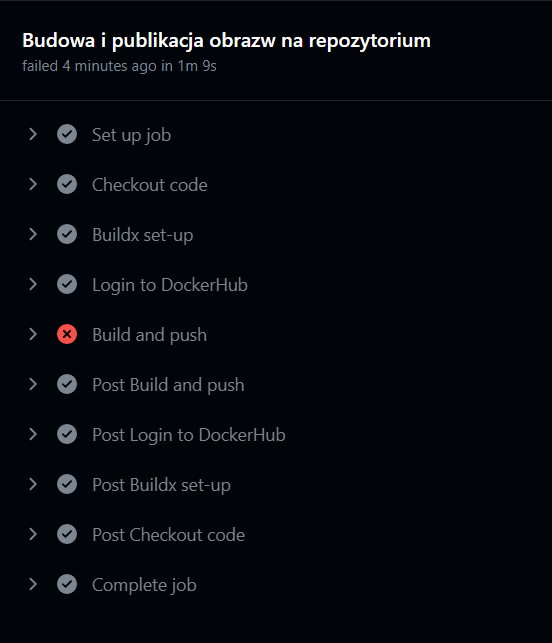 Budowa i publikacja obrazw na repozytorium
failed 4 minutes ago in 1m 9s
Set up job
Checkout code
Buildx set-up
Login to DockerHub
Build and push
Post Build and push
Post Login to DockerHub
Post Buildx set-up
Post Checkout code
Complete job